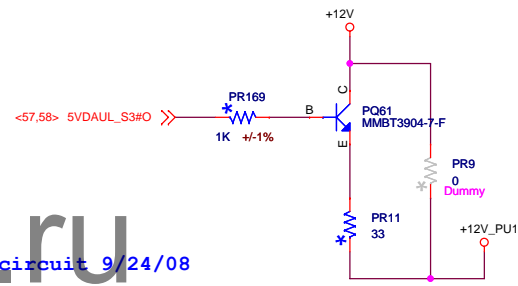 +12V
PR169
<57,58> 5VDAUL_S3#O
1K +/-1%
B
C
E
PQ61
MMBT3904-7-F
PR9
0
Dummy
PR11
33
+12V_PU1
.ru
circuit 9/24/08